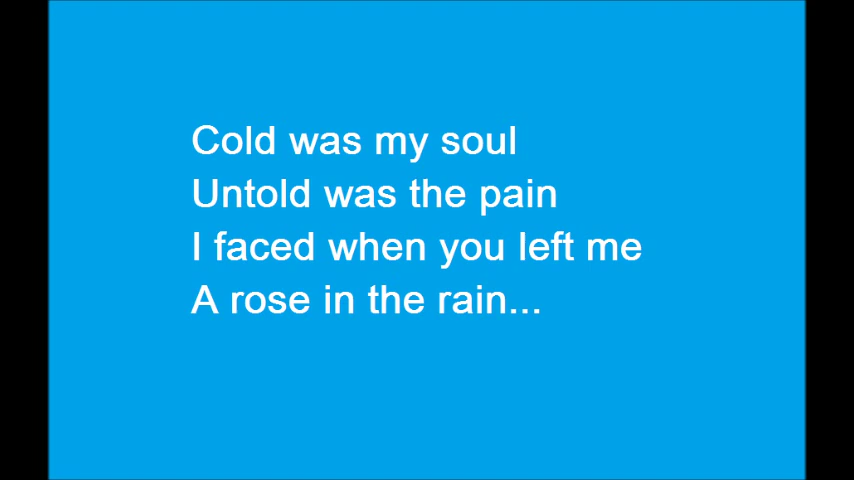 Cold was my soul
Untold was the pain
I faced when you left me
A rose in the rain...